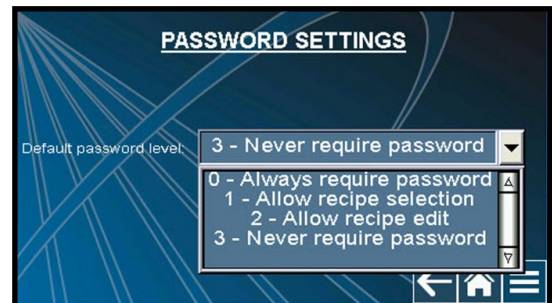 PASSWORD SETTINGS
Default password level:
3 - Never require password
0 - Always require password
1 - Allow recipe selection
2 - Allow recipe edit
3 - Never require password